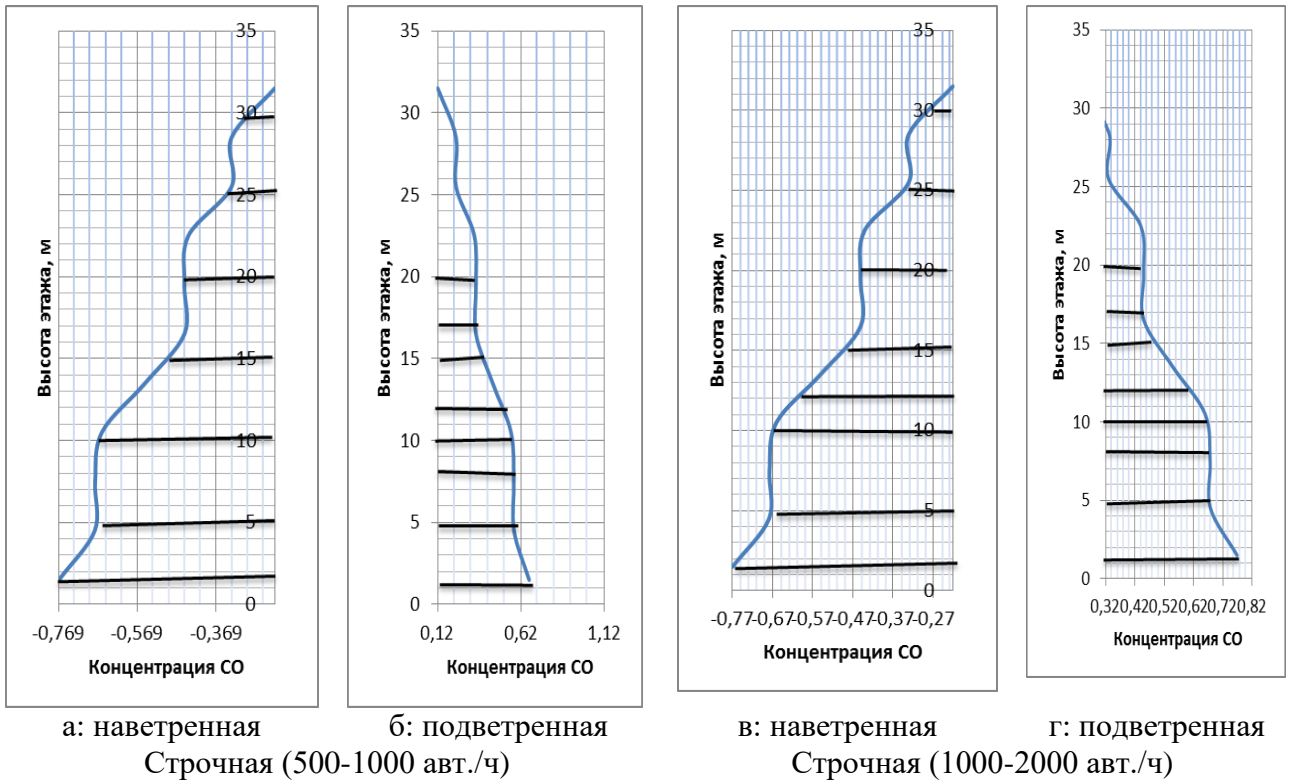 35
30
25
20
15
10
5
0
Высота этажа, м
-0,769 -0,569 -0,369
Концентрация СО
35
30
25
20
15
10
5
0
Высота этажа, м
0,12 0,62 1,12
Концентрация СО
35
30
25
20
15
10
5
0
Высота этажа, м
-0,77-0,67-0,57-0,47-0,37-0,27
Концентрация СО
35
30
25
20
15
10
5
0
Высота этажа, м
0,320,420,520,620,720,82
Концентрация СО
а: наветренная б: подветренная в: наветренная г: подветренная
Строчная (500-1000 авт./ч) Строчная (1000-2000 авт./ч)